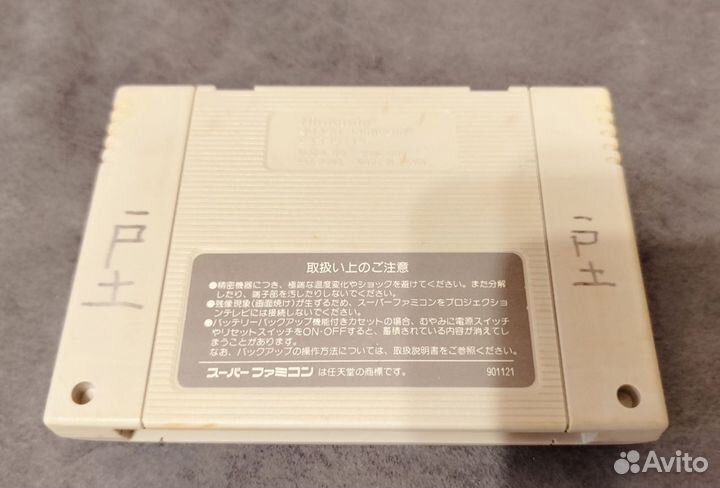 Nintendo
戸
土
戸
土
取扱い上のご注意
●精密機器につき、極端な温度変化やショックを避けてください。また分解
したり、端子部を汚したりしないでください。
●残像現象(画面焼け)が生ずるため、スーパーファミコンをプロジェクショ
ンテレビには接続しないでください。
●バッテリーバックアップ機能付きカセットの場合、むやみに電源スイッチ
やリセットスイッチをON・OFFすると、蓄積されている内容が消えてし
まうことがあります。
なお、バックアップの操作方法については、取扱説明書をご参照ください。
スーパーファミコン は任天堂の商標です。 901121
Avito